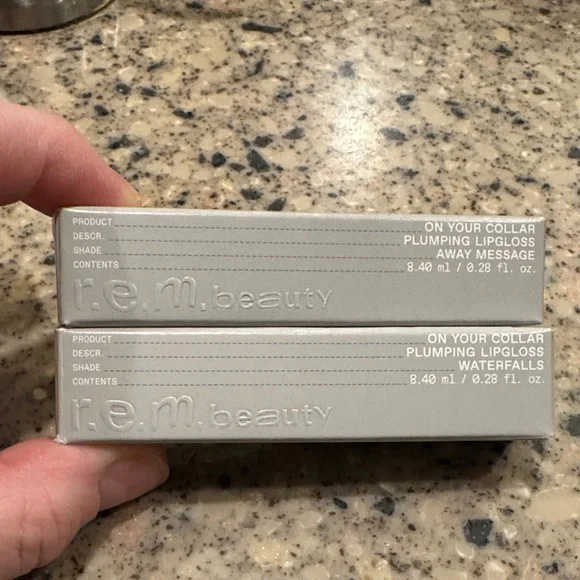 PRODUCT ON YOUR COLLAR
DESCR. PLUMPING LIPGLOSS
SHADE AWAY MESSAGE
CONTENTS 8.40 ml / 0.28 fl. oz.
r.e.m.beauty
PRODUCT ON YOUR COLLAR
DESCR. PLUMPING LIPGLOSS
SHADE WATERFALLS
CONTENTS 8.40 ml / 0.28 fl. oz.
r.e.m.beauty